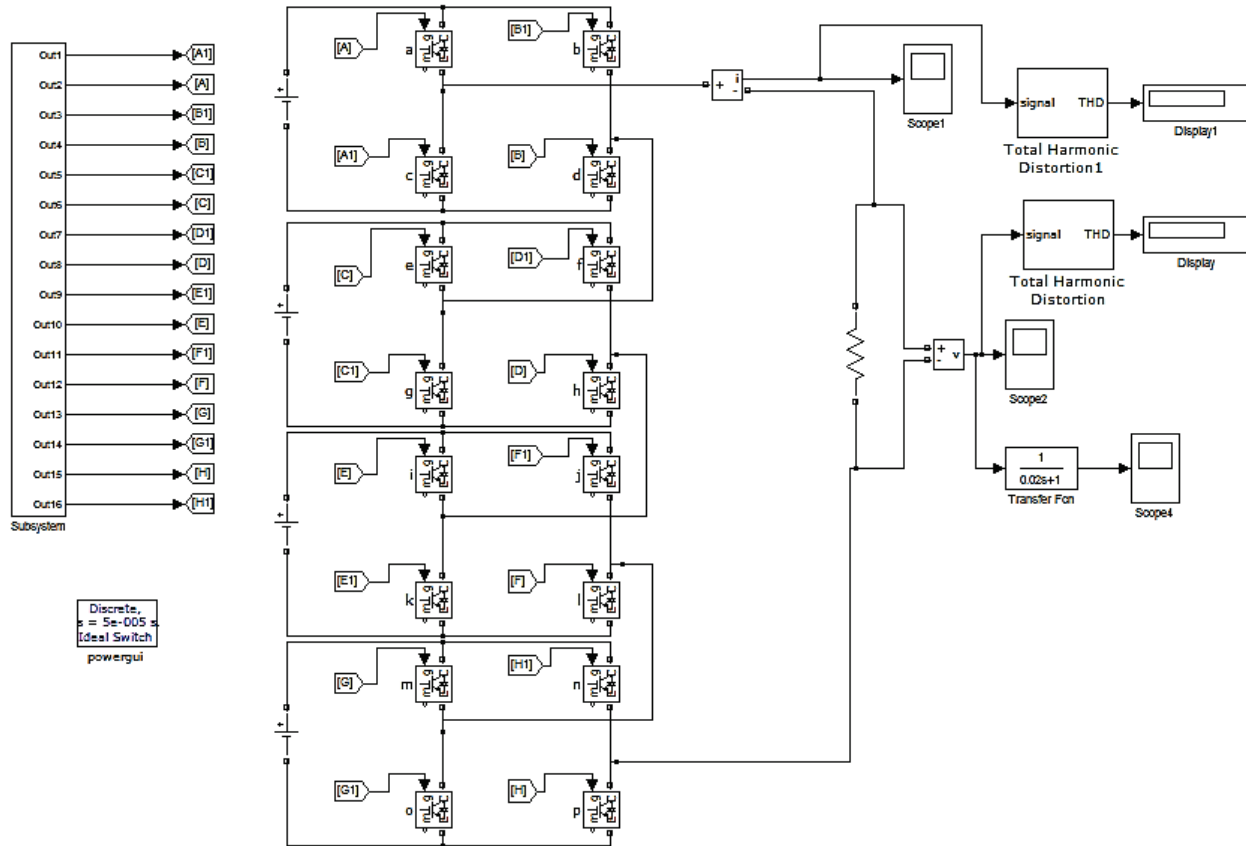 Out1
[A1]
Out2
[A]
Out3
[B1]
Out4
[B]
Out5
[C1]
Out6
[C]
Out7
[D1]
Out8
[D]
Out9
[E1]
Out10
[E]
Out11
[F1]
Out12
[F]
Out13
[G]
Out14
[G1]
Out15
[H]
Out16
[H1]
Subsystem
Discrete,
s = 5e-005 s.
Ideal Switch
powergui
[A]
a
[B1]
b
[A1]
c
[B]
d
[C]
e
[D1]
f
[C1]
g
[D]
h
[E]
i
[F1]
j
[E1]
k
[F]
l
[G]
m
[H1]
n
[G1]
o
[H]
p
+
i
-
Scope1
signal THD
Total Harmonic
Distortion1
Display1
signal THD
Total Harmonic
Distortion
Display
+
-
v
Scope2
1
0.02s+1
Transfer Fcn
Scope4